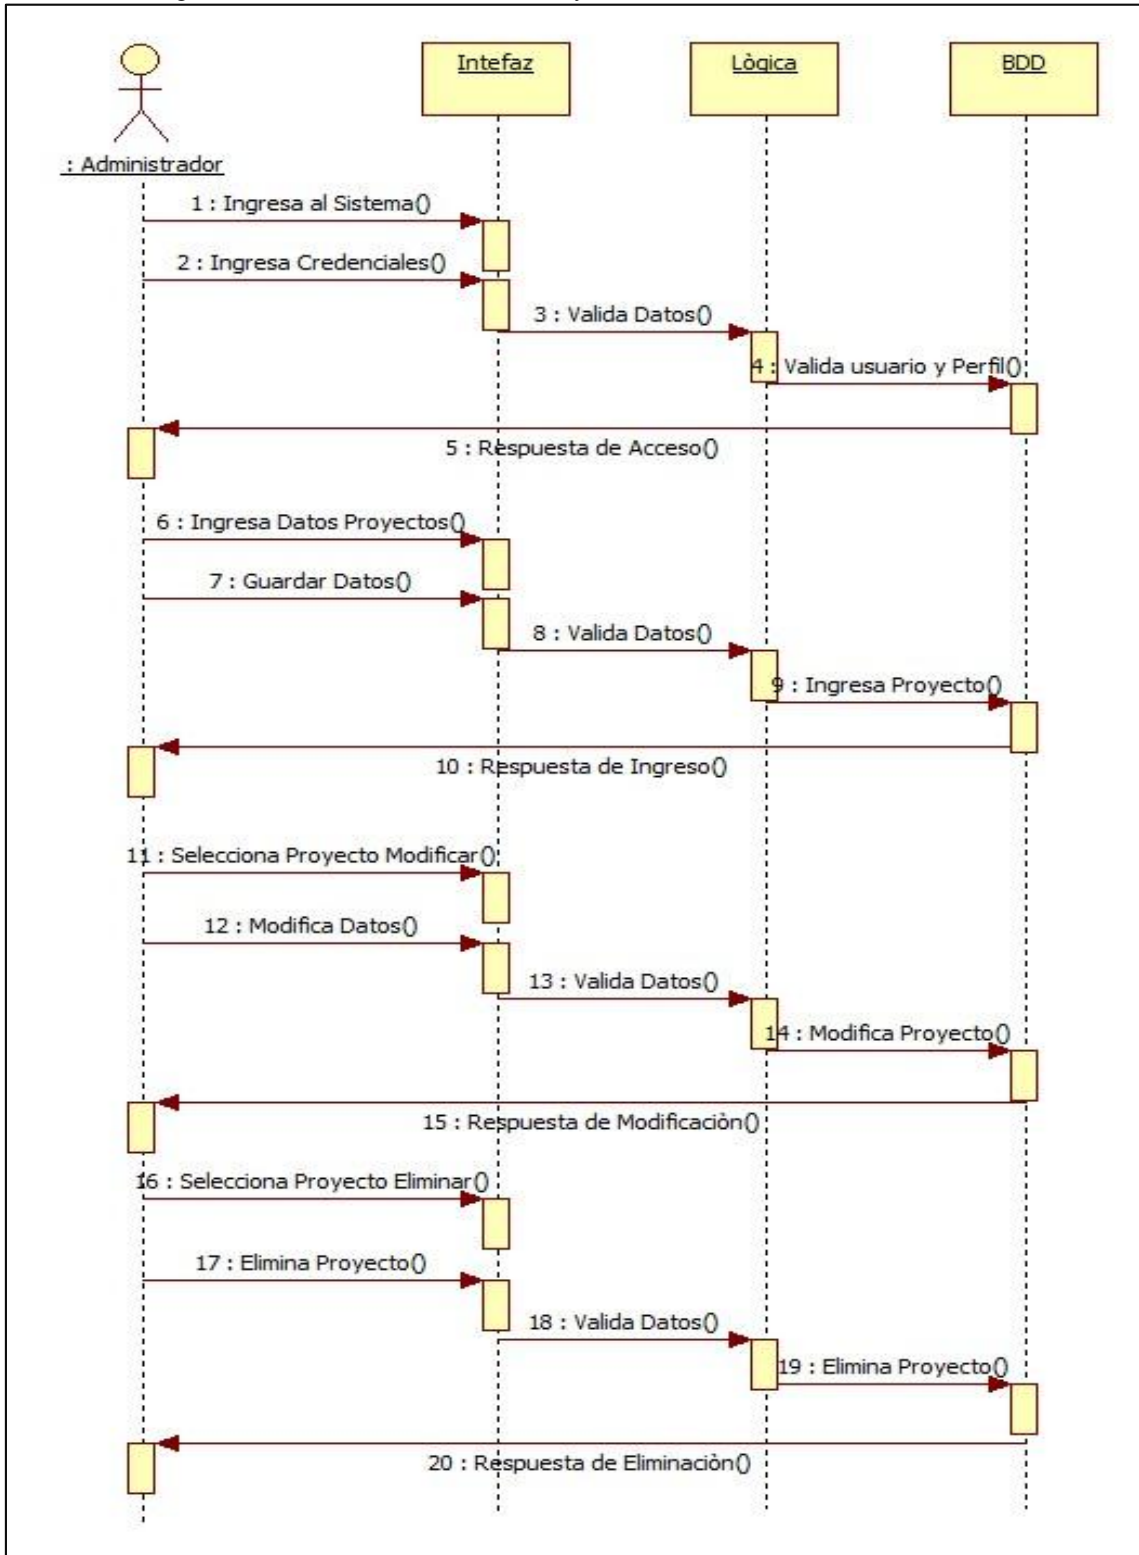 Intefaz
Lògica
BDD
: Administrador
1 : Ingresa al Sistema()
2 : Ingresa Credenciales()
3 : Valida Datos()
4 : Valida usuario y Perfil()
5 : Respuesta de Acceso()
6 : Ingresa Datos Proyectos()
7 : Guardar Datos()
8 : Valida Datos()
9 : Ingresa Proyecto()
10 : Respuesta de Ingreso()
11 : Selecciona Proyecto Modificar()
12 : Modifica Datos()
13 : Valida Datos()
14 : Modifica Proyecto()
15 : Respuesta de Modificaciòn()
16 : Selecciona Proyecto Eliminar()
17 : Elimina Proyecto()
18 : Valida Datos()
19 : Elimina Proyecto()
20 : Respuesta de Eliminaciòn()